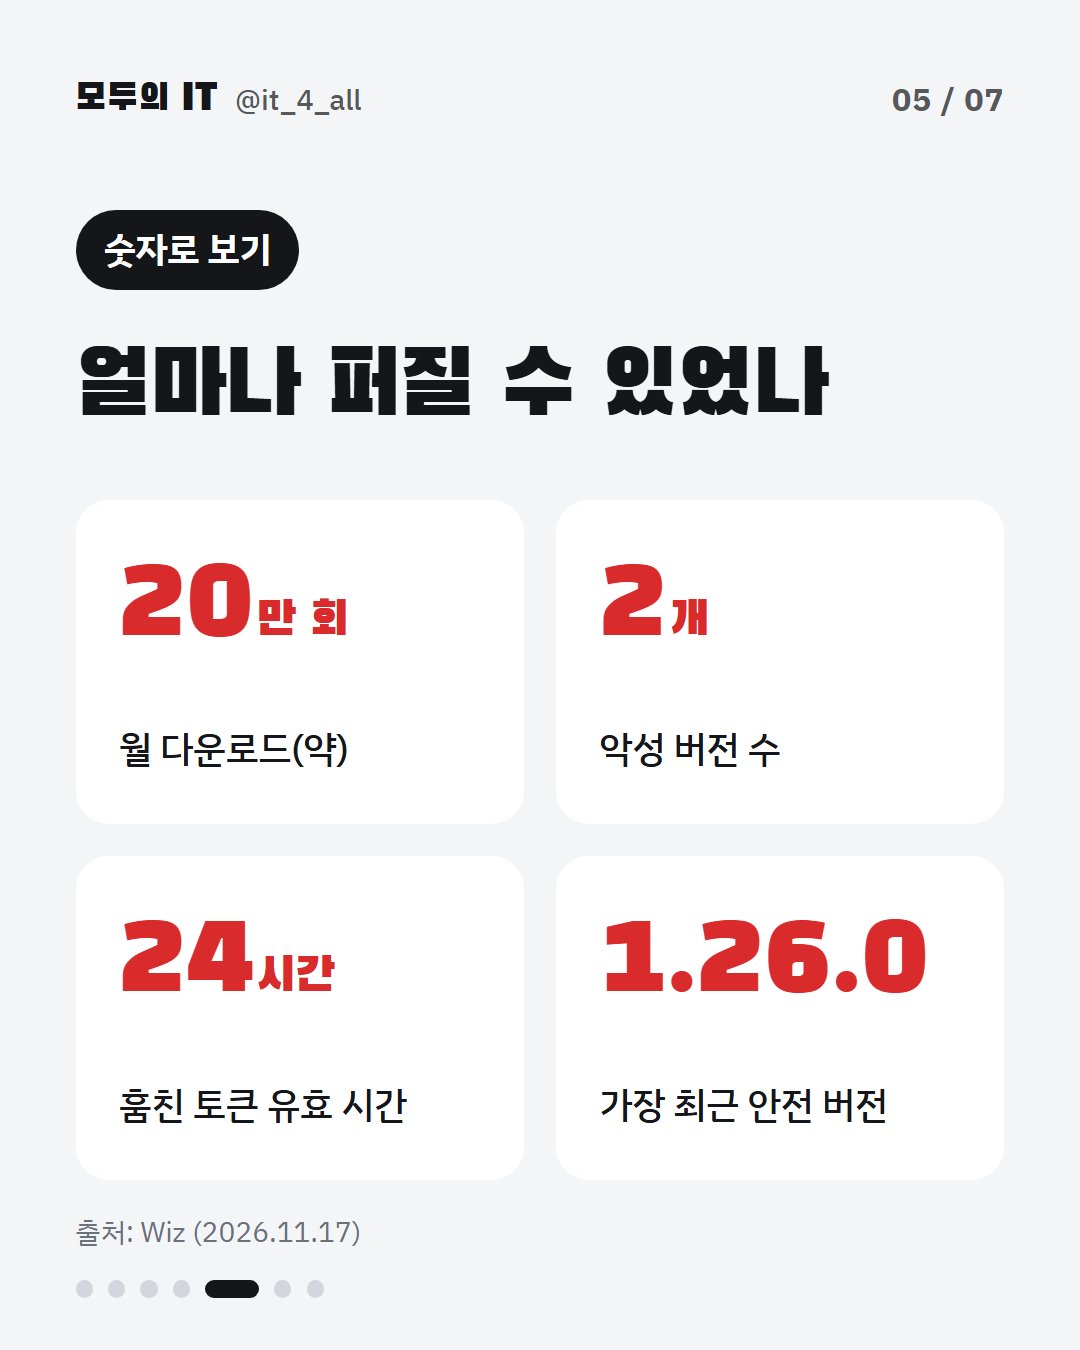 모두의 IT @it_4_all
05 / 07
숫자로 보기
얼마나 퍼질 수 있었나
20만 회
월 다운로드(약)
2개
악성 버전 수
24시간
훔친 토큰 유효 시간
1.26.0
가장 최근 안전 버전
출처: Wiz (2026.11.17)